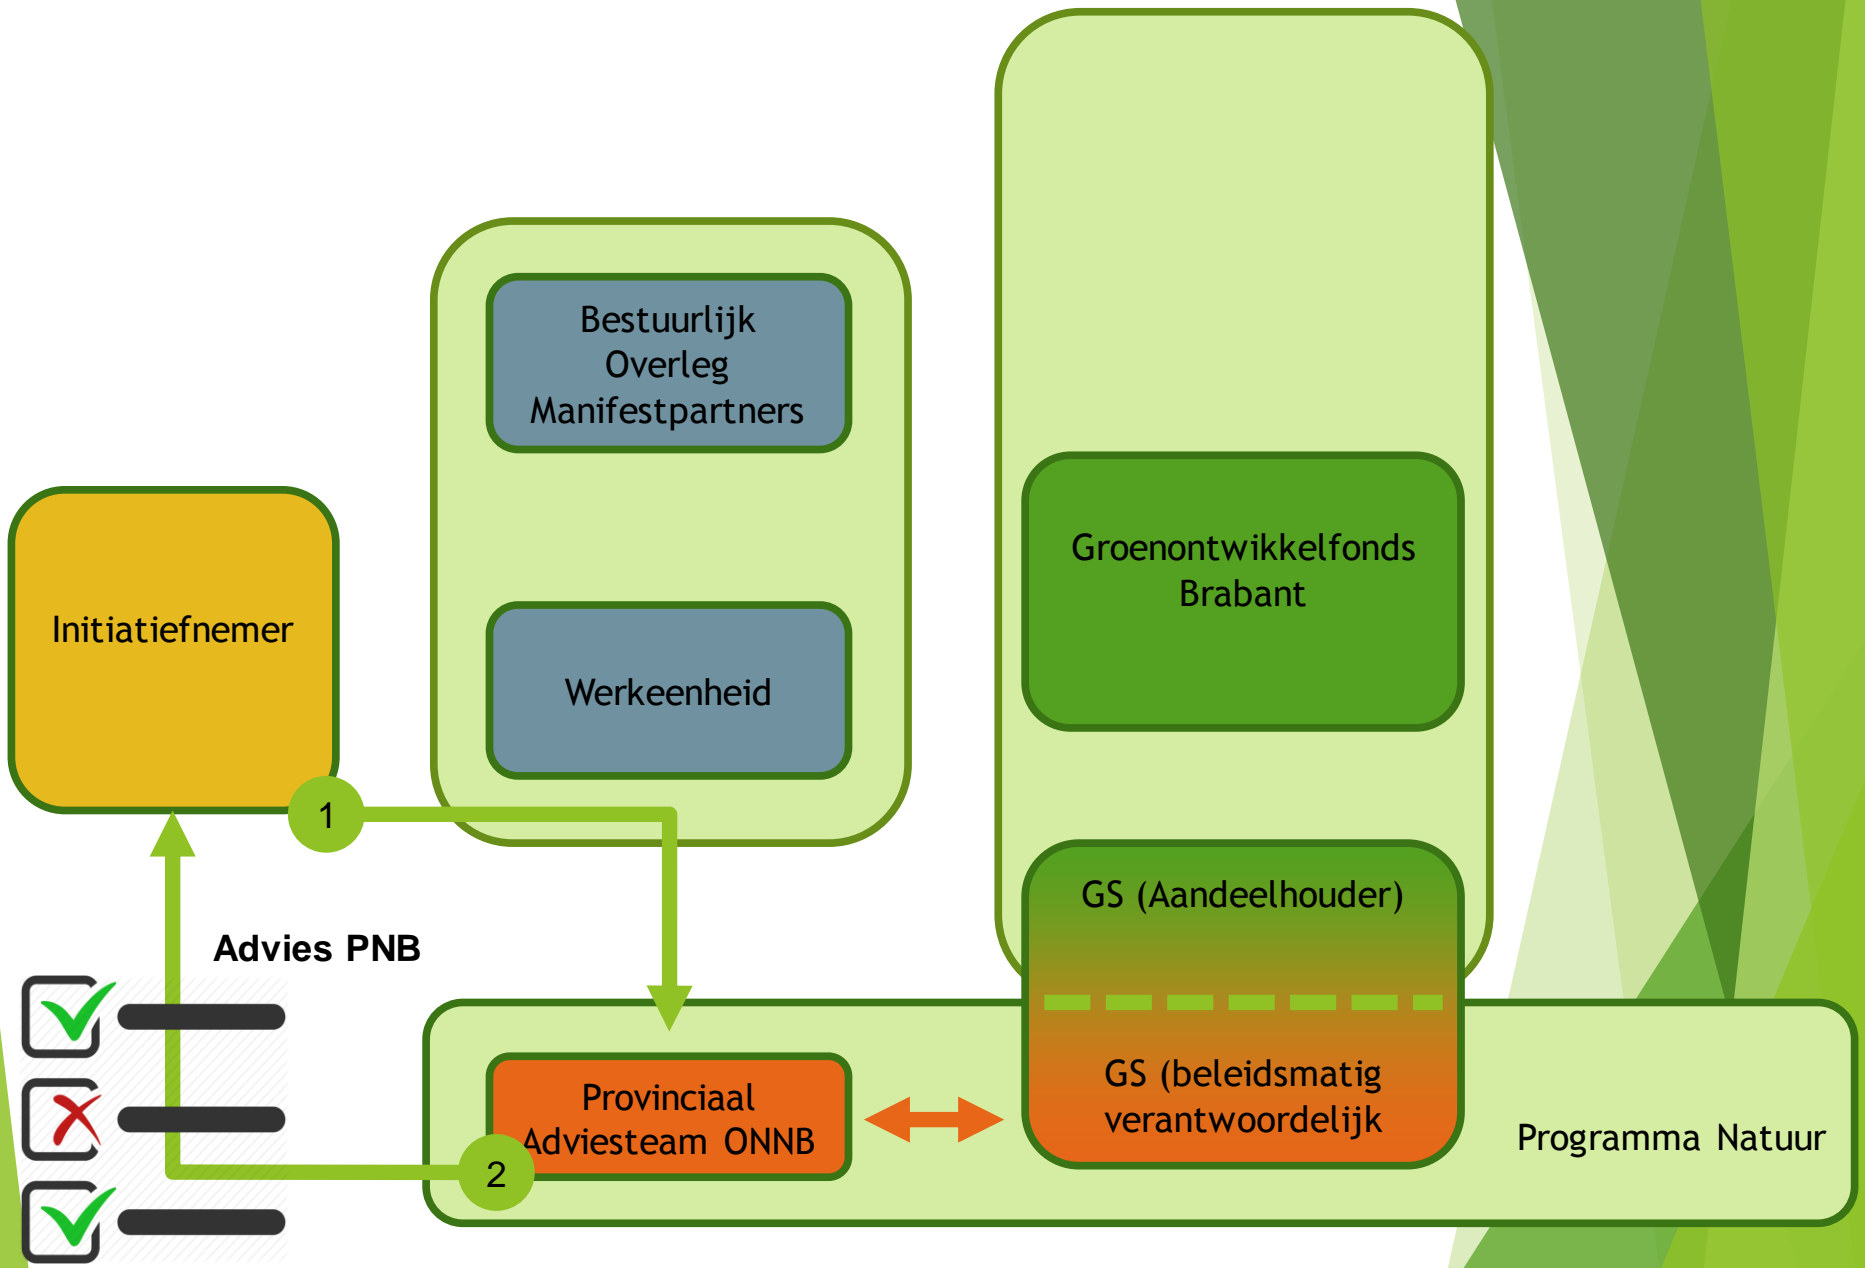 Bestuurlijk
Overleg
Manifestpartners
Initiatiefnemer
Werkeenheid
Groenontwikkelfonds
Brabant
1
GS (Aandeelhouder)
Advies PNB
GS (beleidsmatig
verantwoordelijk
Provinciaal
Adviesteam ONNB
2
Programma Natuur